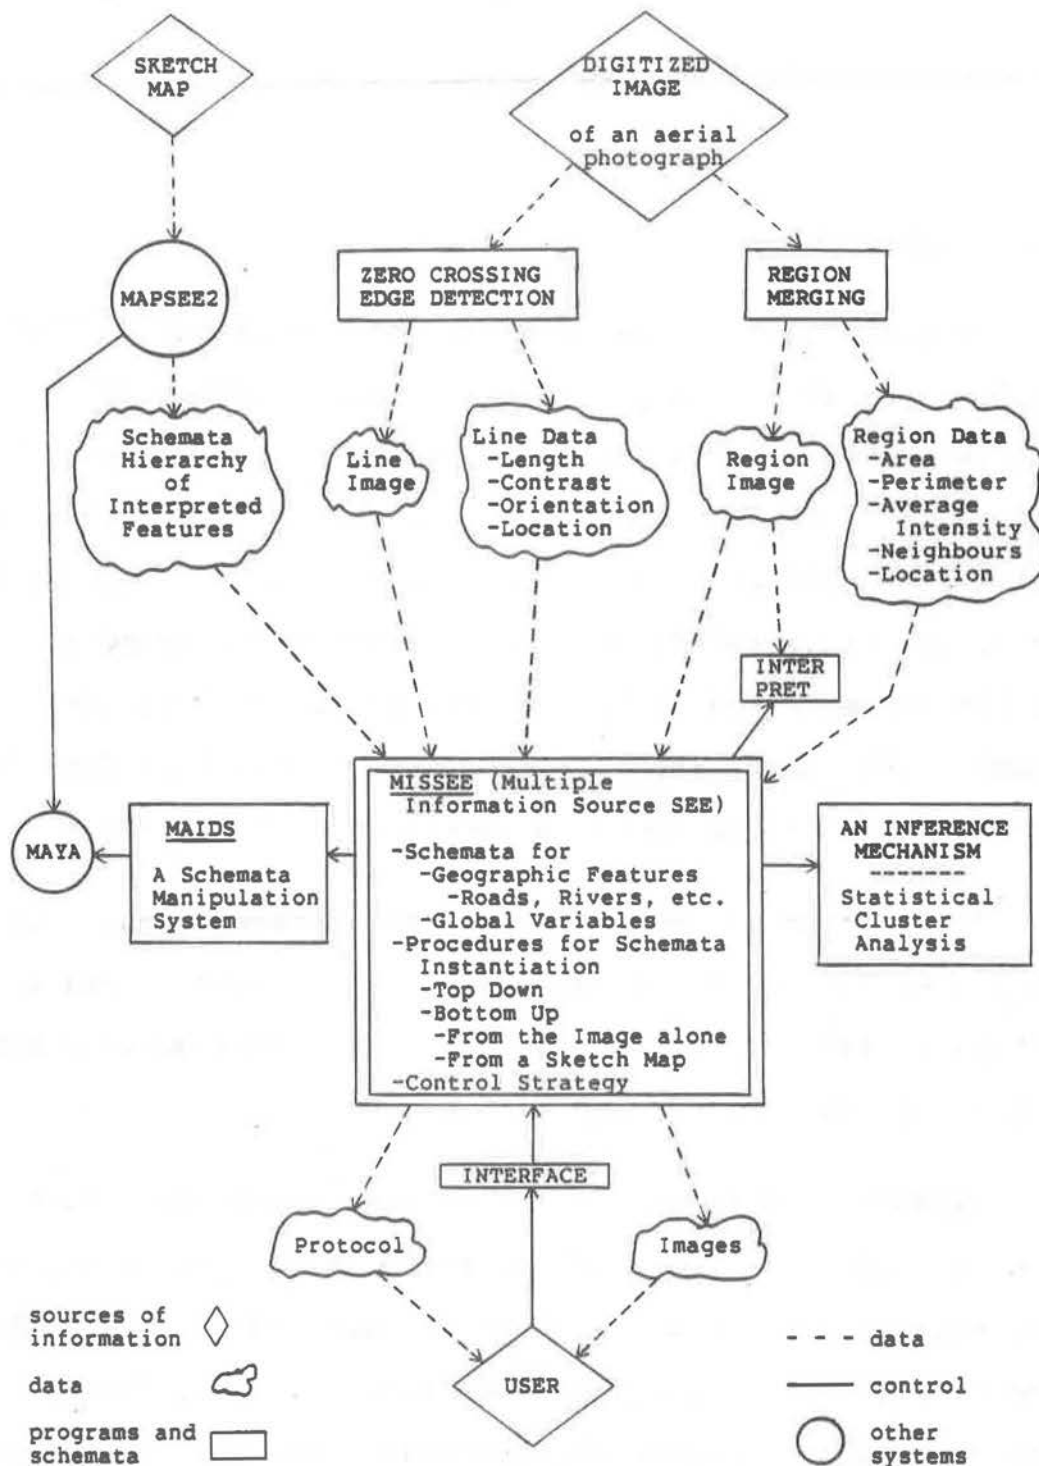 SKETCH
MAP
DIGITIZED
IMAGE
of an aerial
photograph
MAPSEE2
ZERO CROSSING
EDGE DETECTION
REGION
MERGING
Schemata
Hierarchy
of
Interpreted
Features
Line
Image
Line Data
-Length
-Contrast
-Orientation
-Location
Region
Image
Region Data
-Area
-Perimeter
-Average
Intensity
-Neighbours
-Location
INTER
PRET
MAYA
MAIDS
A Schemata
Manipulation
System
MISSEE (Multiple
Information Source SEE)
-Schemata for
-Geographic Features
-Roads, Rivers, etc.
-Global Variables
-Procedures for Schemata
Instantiation
-Top Down
-Bottom Up
-From the Image alone
-From a Sketch Map
-Control Strategy
AN INFERENCE
MECHANISM
-------
Statistical
Cluster
Analysis
INTERFACE
Protocol
Images
USER
sources of
information
data
programs and
schemata
data
control
other
systems